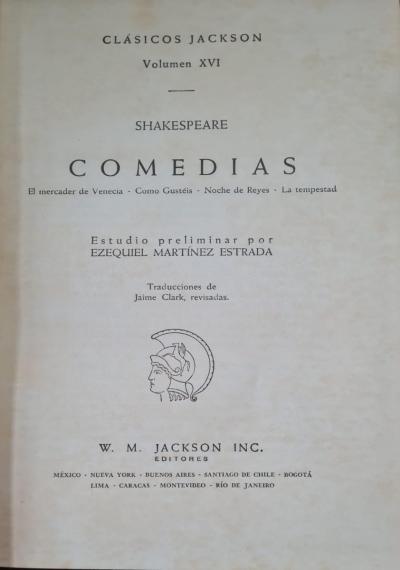 CLÁSICOS JACKSON
Volumen XVI
SHAKESPEARE
COMEDIAS
El mercader de Venecia - Como Gustéis - Noche de Reyes - La tempestad
Estudio preliminar por
EZEQUIEL MARTÍNEZ ESTRADA
Traducciones de
Jaime Clark, revisadas.
W. M. JACKSON INC.
EDITORES
MÉXICO - NUEVA YORK - BUENOS AIRES - SANTIAGO DE CHILE - BOGOTÁ
LIMA - CARACAS - MONTEVIDEO - RÍO DE JANEIRO